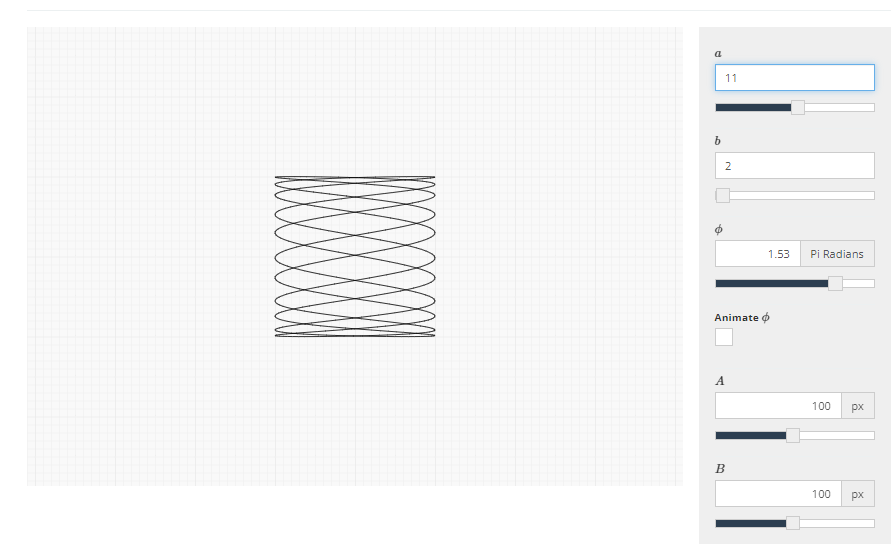 a
11
b
2
ϕ
1.53 Pi Radians
Animate ϕ
A
100 px
B
100 px